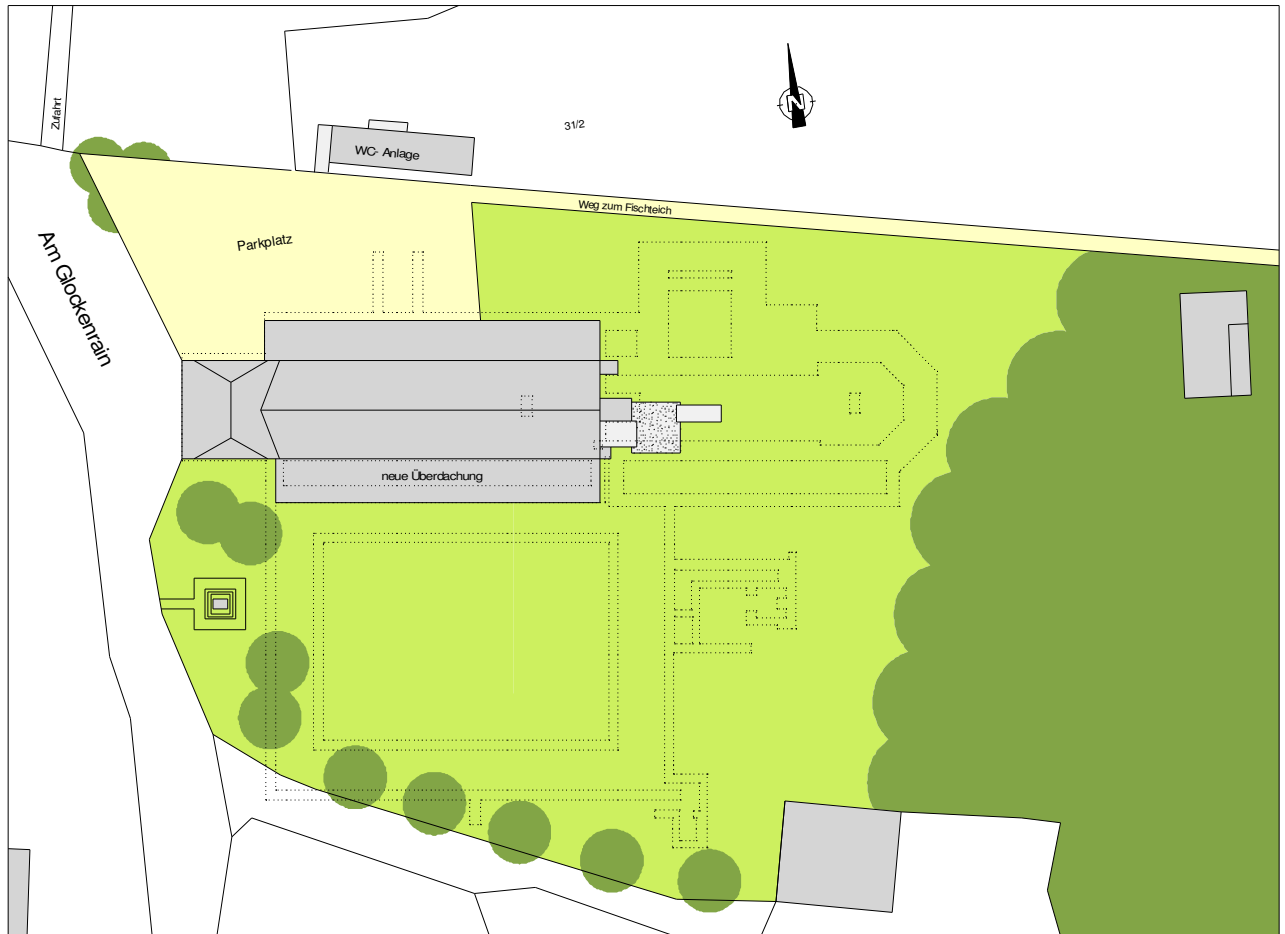 Zufahrt
31/2
N
WC- Anlage
Weg zum Fischteich
Parkplatz
Am Glockenrain
neue Überdachung